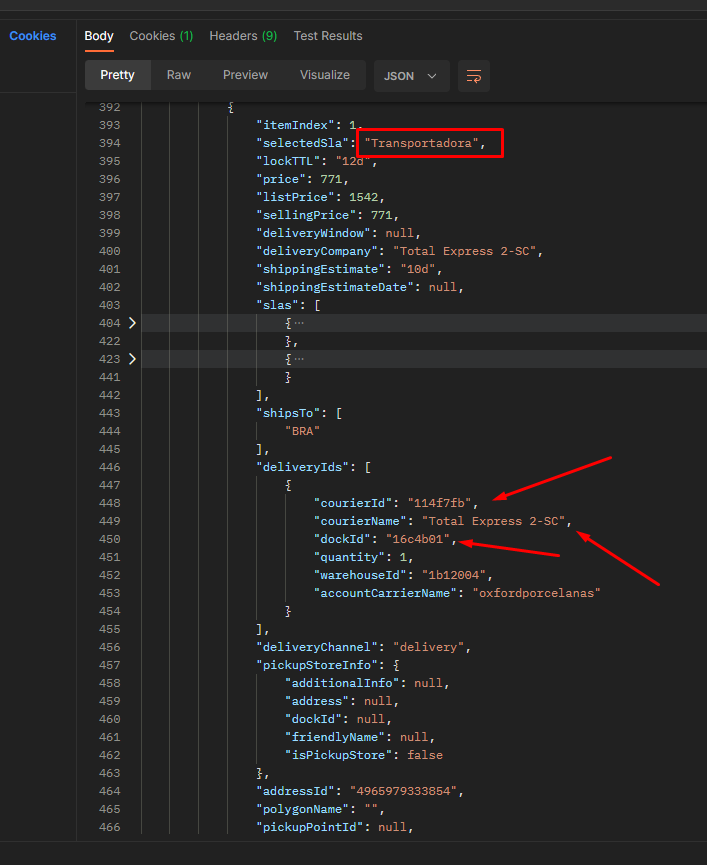 Cookies Body Cookies (1) Headers (9) Test Results
Pretty Raw Preview Visualize JSON
392 {
393 "itemIndex": 1,
394 "selectedSla": "Transportadora",
395 "lockTTL": "12d",
396 "price": 771,
397 "listPrice": 1542,
398 "sellingPrice": 771,
399 "deliveryWindow": null,
400 "deliveryCompany": "Total Express 2-SC",
401 "shippingEstimate": "10d",
402 "shippingEstimateDate": null,
403 "slas": [
404 { ···
422 },
423 { ···
441 }
442 ],
443 "shipsTo": [
444 "BRA"
445 ],
446 "deliveryIds": [
447 {
448 "courierId": "114f7fb",
449 "courierName": "Total Express 2-SC",
450 "dockId": "16c4b01",
451 "quantity": 1,
452 "warehouseId": "1b12004",
453 "accountCarrierName": "oxfordporcelanas"
454 }
455 ],
456 "deliveryChannel": "delivery",
457 "pickupStoreInfo": {
458 "additionalInfo": null,
459 "address": null,
460 "dockId": null,
461 "friendlyName": null,
462 "isPickupStore": false
463 },
464 "addressId": "4965979333854",
465 "polygonName": "",
466 "pickupPointId": null,